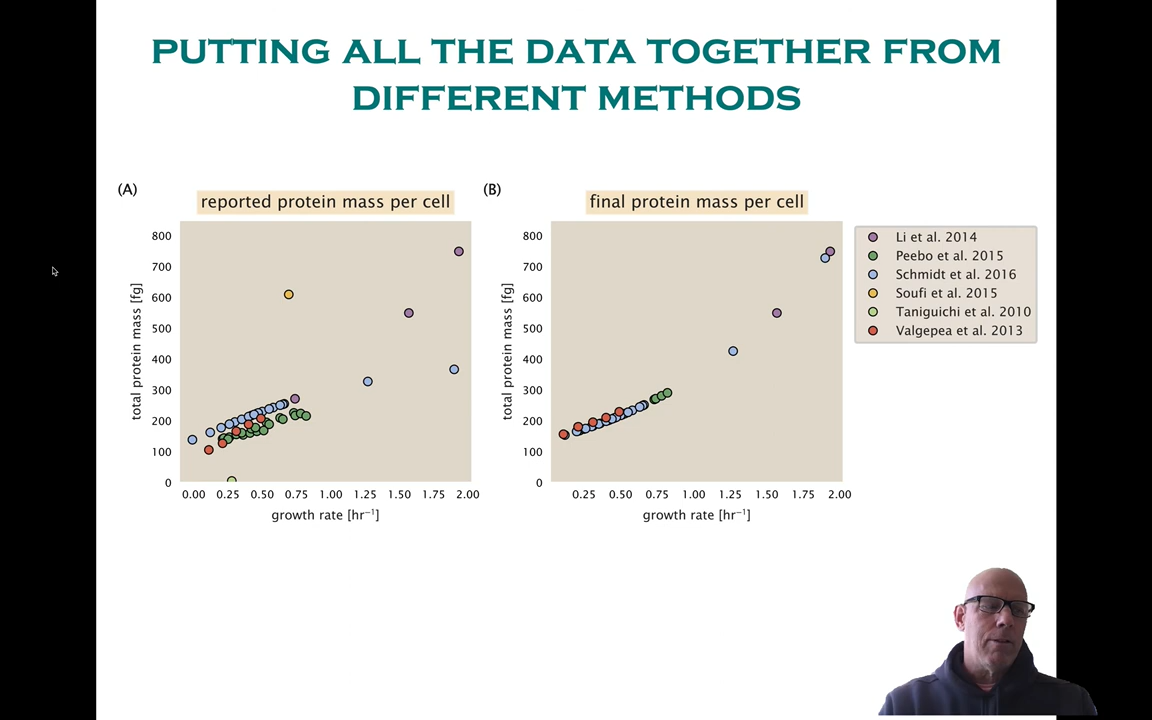 PUTTING ALL THE DATA TOGETHER FROM
DIFFERENT METHODS
(A)
reported protein mass per cell
800
700
600
500
400
300
200
100
0
total protein mass [fg]
0.00 0.25 0.50 0.75 1.00 1.25 1.50 1.75 2.00
growth rate [hr⁻¹]
(B)
final protein mass per cell
800
700
600
500
400
300
200
100
0
total protein mass [fg]
0.25 0.50 0.75 1.00 1.25 1.50 1.75 2.00
growth rate [hr⁻¹]
Li et al. 2014
Peebo et al. 2015
Schmidt et al. 2016
Soufi et al. 2015
Taniguchi et al. 2010
Valgepea et al. 2013